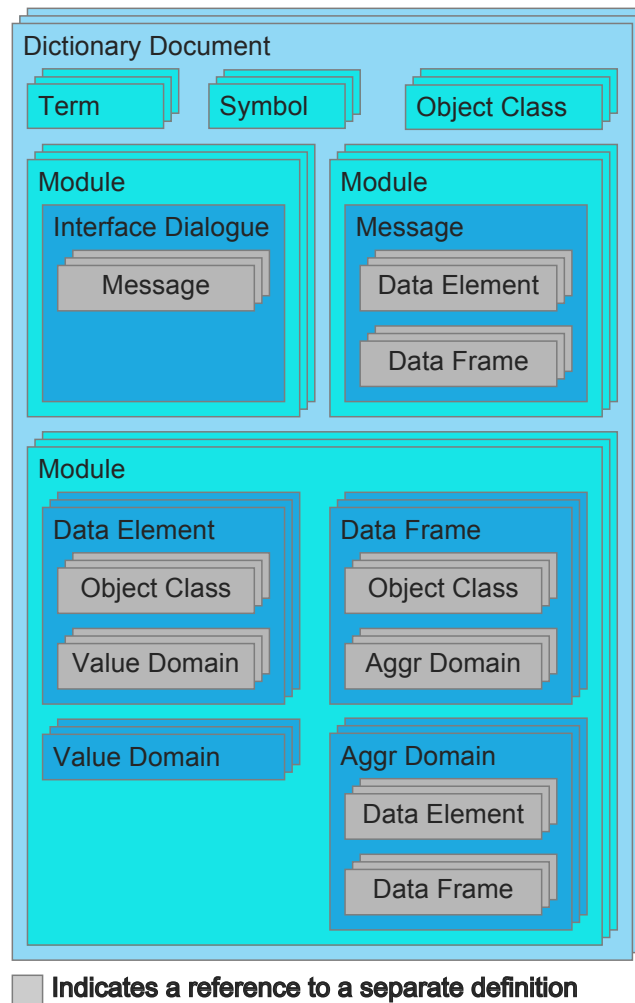 Dictionary Document
Term
Symbol
Object Class
Module
Interface Dialogue
Message
Module
Message
Data Element
Data Frame
Module
Data Element
Object Class
Value Domain
Data Frame
Object Class
Aggr Domain
Value Domain
Aggr Domain
Data Element
Data Frame
Indicates a reference to a separate definition